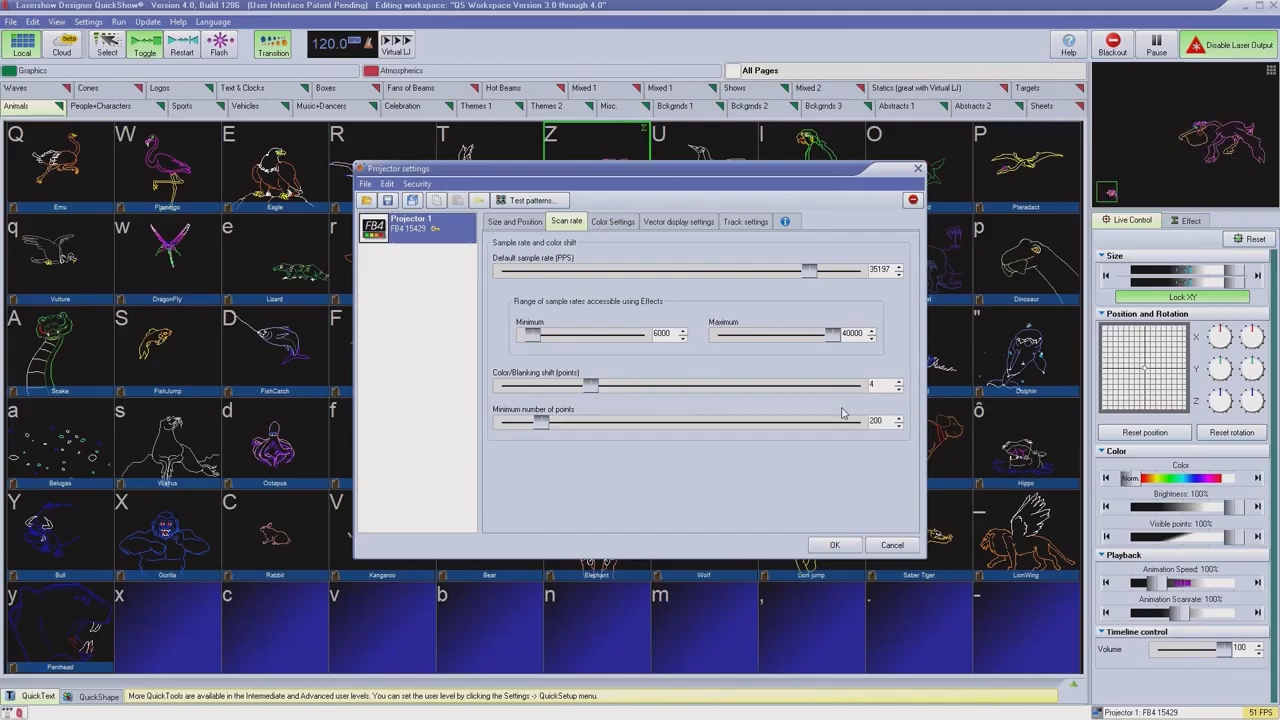 Lasershow Designer QuickShow® Version 4.0, Build 1286 (User Interface Patent Pending) Editing workspace: "QS Workspace Version 3.0 through 4.0"
File Edit View Settings Run Update Help Language
Local Cloud beta Select Toggle Restart Flash Transition 120.0 Virtual LJ Help Blackout Pause Disable Laser Output
Graphics Atmospherics All Pages
Waves Cones Logos Text & Clocks Boxes Fans of Beams Hot Beams Mixed 1 Mixed 1 Shows Mixed 2 Statics (great with Virtual LJ) Targets
Animals People+Characters Sports Vehicles Music+Dancers Celebration Themes 1 Themes 2 Misc. Bckgrnds 1 Bckgrnds 2 Bckgrnds 3 Abstracts 1 Abstracts 2 Sheets
Q W E R T Z U I O P
Emu Flamingo Eagle Pteradact
Projector settings
File Edit Security
Test patterns...
Projector 1
FB4 15429
FB4
Size and Position Scan rate Color Settings Vector display settings Track settings
Sample rate and color shift
Default sample rate (PPS)
35197
Range of sample rates accessible using Effects
Minimum Maximum
6000 40000
Color/Blanking shift (points)
4
Minimum number of points
200
OK Cancel
q w e r
Vulture DragonFly Lizard Dinosaur
A S D F
Snake FishJump FishCatch Dolphin
a s d f ô
Belugas Walrus Octapus Hippo
Y X C V
Bull Gorilla Rabbit Kangaroo Bear Elephant Wolf Lion jump Saber Tiger LionWing
y x c v b n m , . -
Panthead
Live Control Effect
Reset
Size
Lock XY
Position and Rotation
X
Y
Z
Reset position Reset rotation
Color
Color
Norm.
Brightness: 100%
Visible points: 100%
Playback
Animation Speed: 100%
Animation Scanrate: 100%
Timeline control
Volume 100
QuickText QuickShape More QuickTools are available in the Intermediate and Advanced user levels. You can set the user level by clicking the Settings -> QuickSetup menu.
Projector 1: FB4 15429 51 FPS